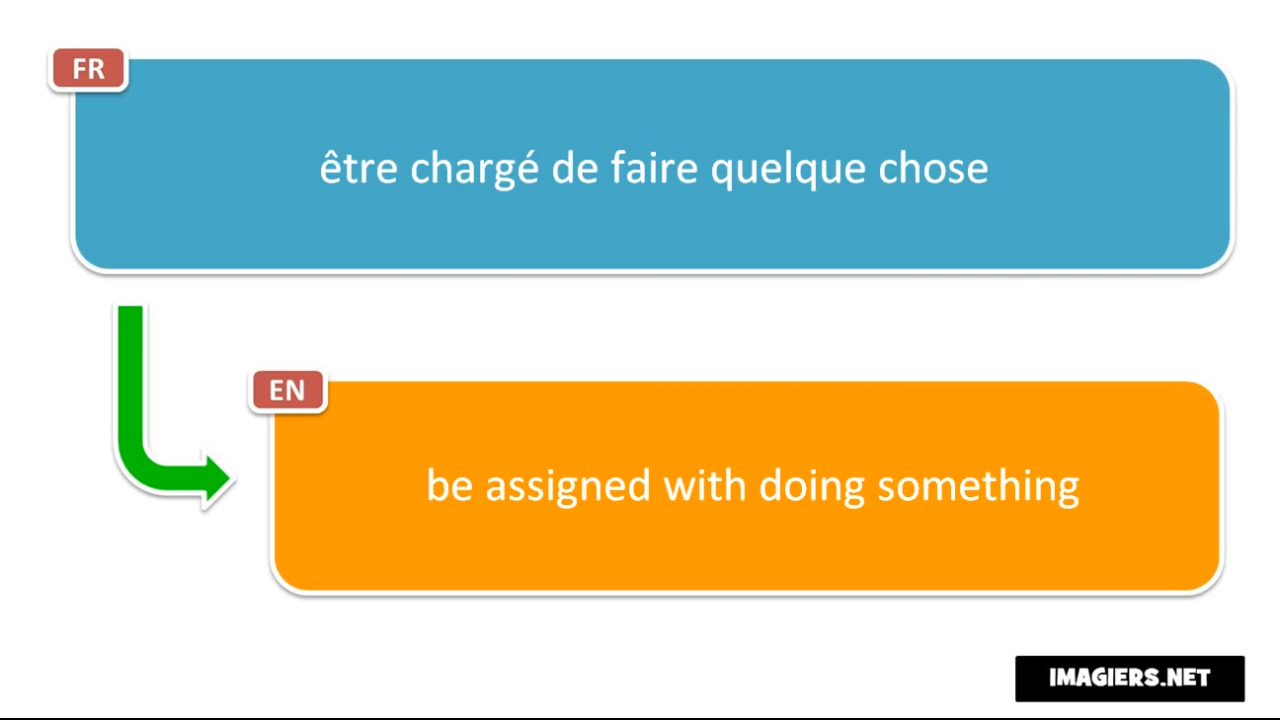 FR
être chargé de faire quelque chose
EN
be assigned with doing something
IMAGIERS.NET